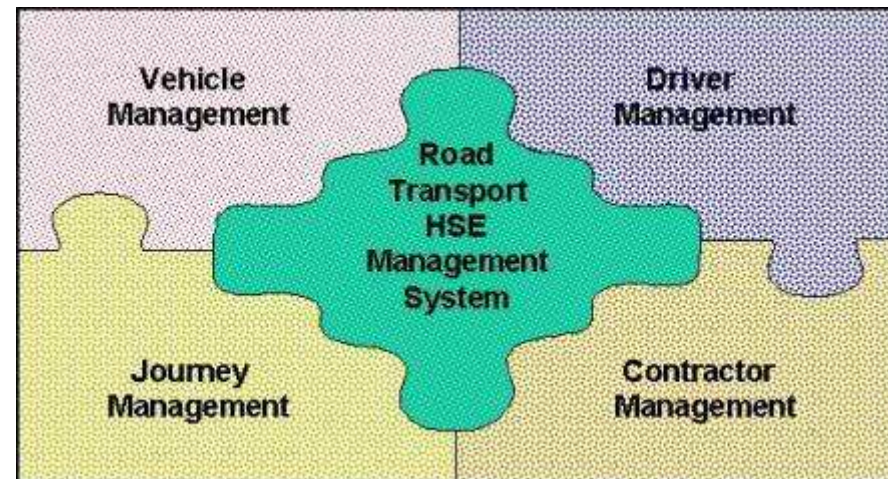 Vehicle
Management
Driver
Management
Road
Transport
HSE
Management
System
Journey
Management
Contractor
Management